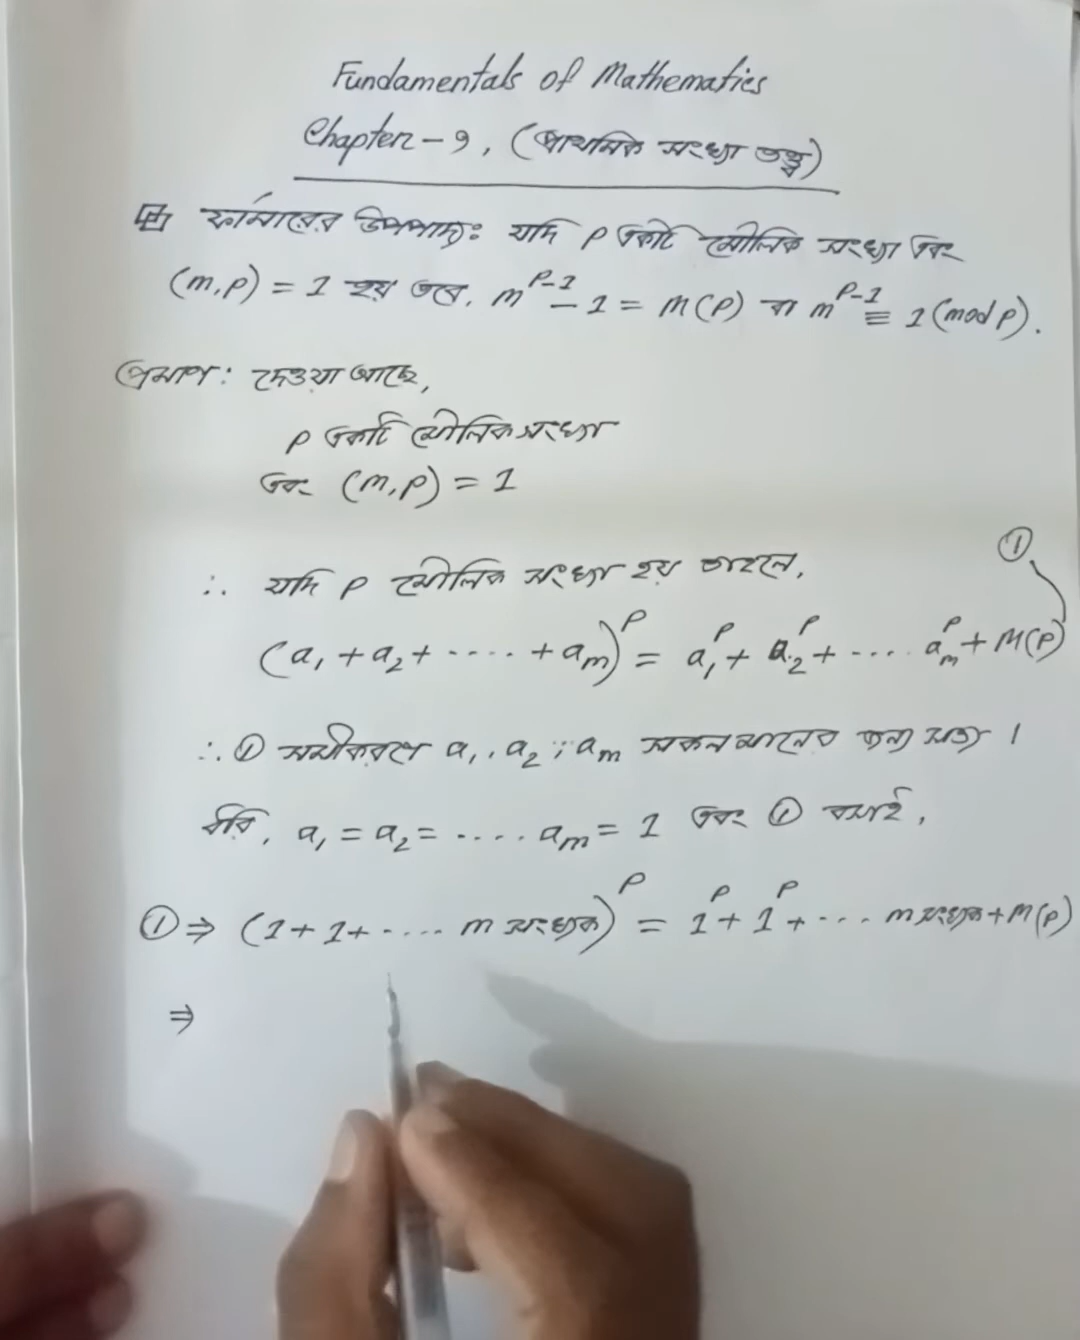 Fundamentals of Mathematics
Chapter-9, (প্রাথমিক সংখ্যা তত্ত্ব)
ফার্মারের উপপাদ্য: যদি P একটি মৌলিক সংখ্যা এবং
(m,p) = 1 হয় তবে, m^{P-1} - 1 = M(P) বা m^{P-1} ≡ 1 (mod p).
প্রমাণ: দেওয়া আছে,
P একটি মৌলিক সংখ্যা
এবং (m,p) = 1
①
∴ যদি P মৌলিক সংখ্যা হয় তাহলে,
(a₁ + a₂ + ..... + aₘ)^P = a₁^P + a₂^P + .... aₘ^P + M(P)
∴ ① সমীকরণে a₁, a₂, ; aₘ সকল মানের জন্য সত্য।
ধরি, a₁ = a₂ = ..... aₘ = 1 এবং ① বসাই,
① ⇒ (1 + 1 + ..... m সংখ্যক)^P = 1^P + 1^P + .... m সংখ্যক + M(P)
⇒